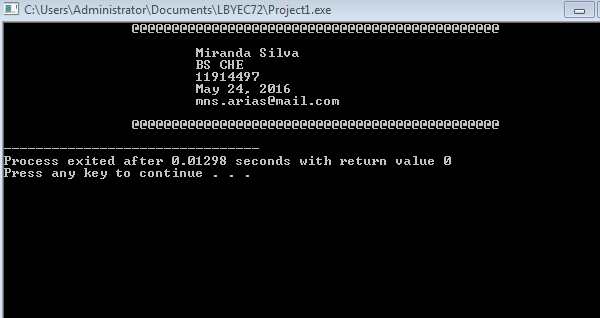 C:\Users\Administrator\Documents\LBYEC72\Project1.exe
@@@@@@@@@@@@@@@@@@@@@@@@@@@@@@@@@@@@@@@@@@@@@@
Miranda Silva
BS CHE
11914497
May 24, 2016
mns.arias@mail.com
@@@@@@@@@@@@@@@@@@@@@@@@@@@@@@@@@@@@@@@@@@@@@@
--------------------------------
Process exited after 0.01298 seconds with return value 0
Press any key to continue . . .